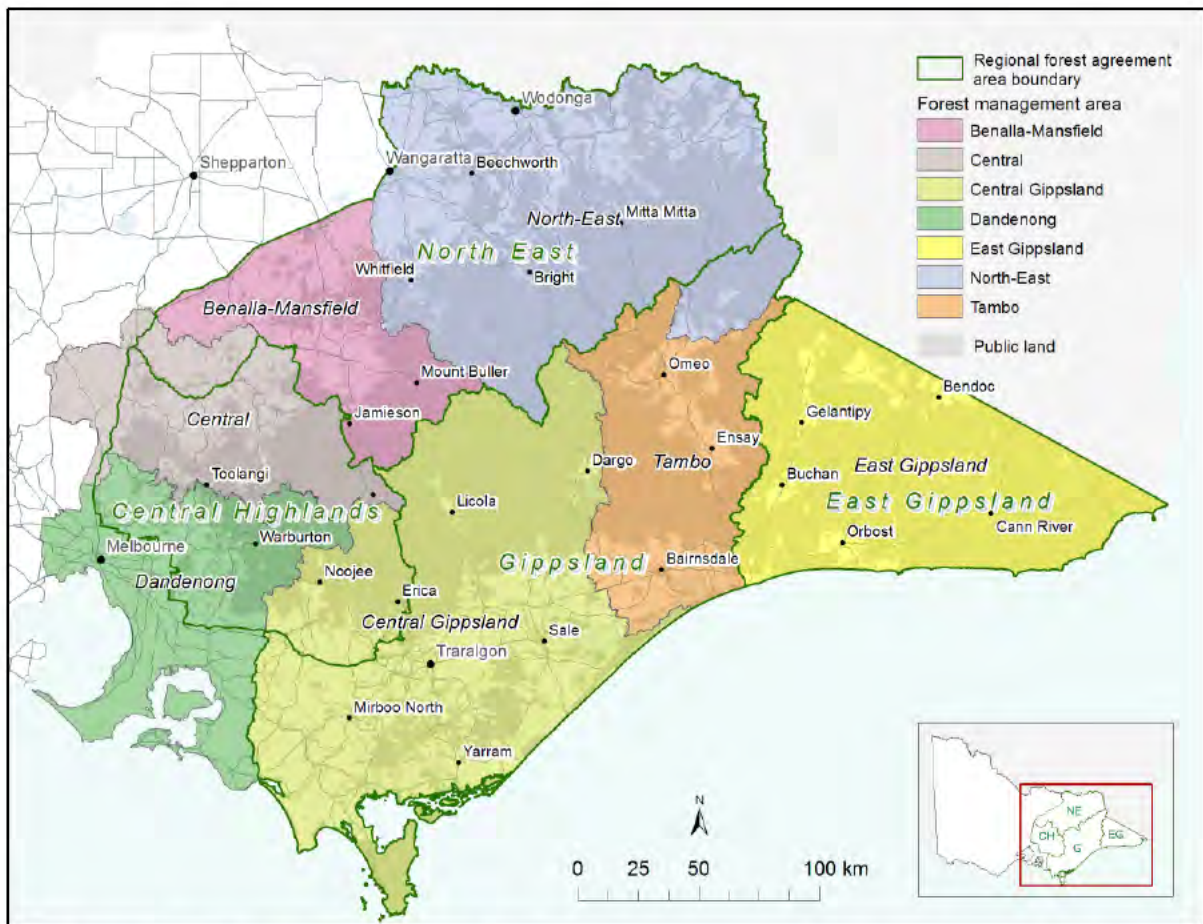 Regional forest agreement
area boundary
Forest management area
Benalla-Mansfield
Central
Central Gippsland
Dandenong
East Gippsland
North-East
Tambo
Public land
Wodonga
Shepparton
Wangaratta
Beechworth
North-East
Mitta Mitta
North East
Whitfield
Bright
Benalla-Mansfield
Omeo
Mount Buller
Bendoc
Jamieson
Gelantipy
Central
Ensay
Dargo
Tambo
East Gippsland
Toolangi
Buchan
East Gippsland
Licola
Central Highlands
Cann River
Warburton
Orbost
Melbourne
Gippsland
Bairnsdale
Dandenong
Noojee
Erica
Central Gippsland
Sale
Traralgon
Mirboo North
Yarram
N
0 25 50 100 km
NE
CH
G
EG